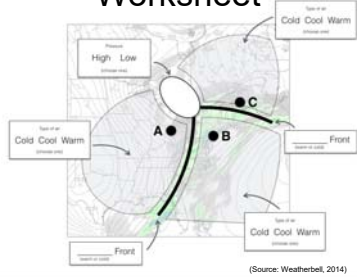 Worksheet
Type of air
Cold Cool Warm
(choose one)
Pressure
High Low
(choose one)
C
A
B
Type of air
Cold Cool Warm
(choose one)
______ Front
(warm or cold)
Type of air
Cold Cool Warm
(choose one)
______ Front
(warm or cold)
(Source: Weatherbell, 2014)